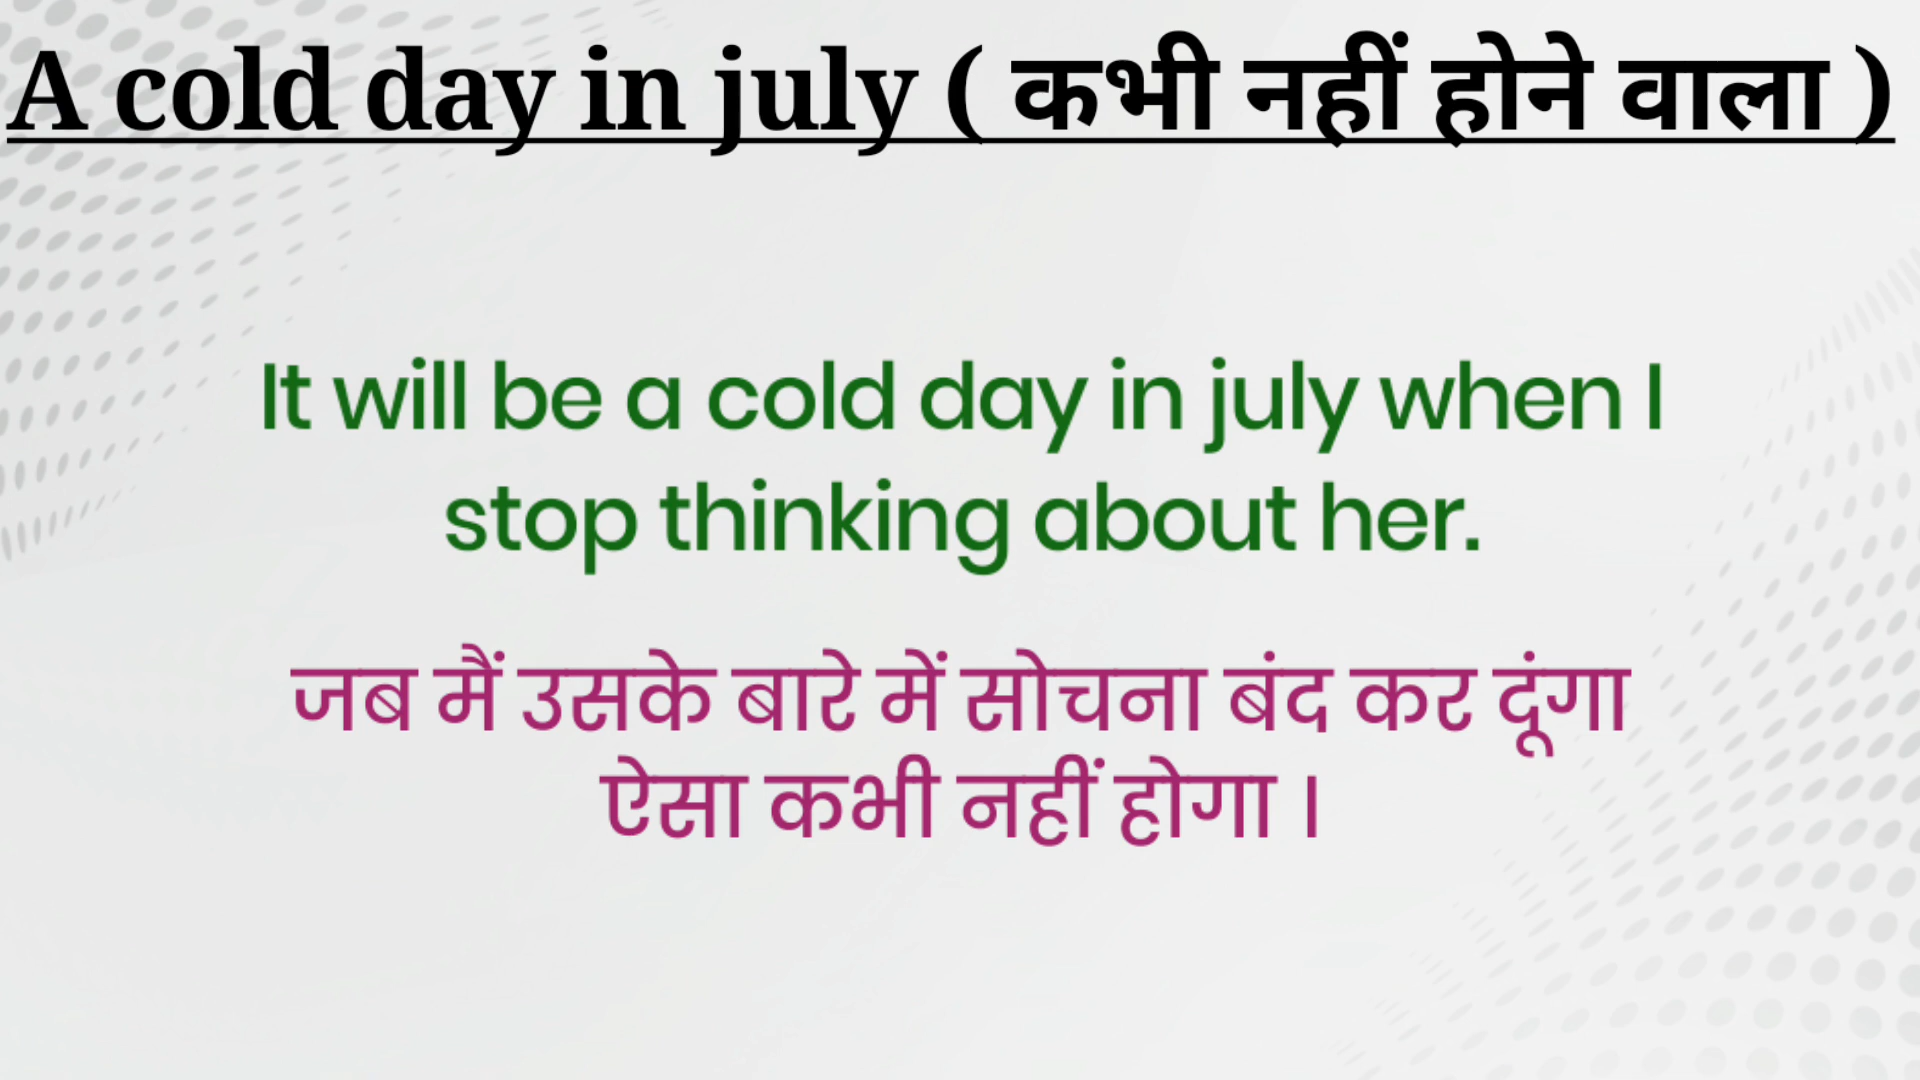 A cold day in july ( कभी नहीं होने वाला )
It will be a cold day in july when I
stop thinking about her.
जब मैं उसके बारे में सोचना बंद कर दूंगा
ऐसा कभी नहीं होगा ।